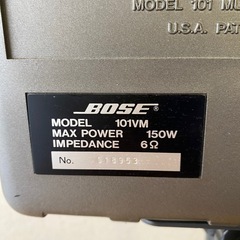 MODEL 101 MU
U.S.A. PAT
BOSE®
MODEL 101VM
MAX POWER 150W
IMPEDANCE 6Ω
No.